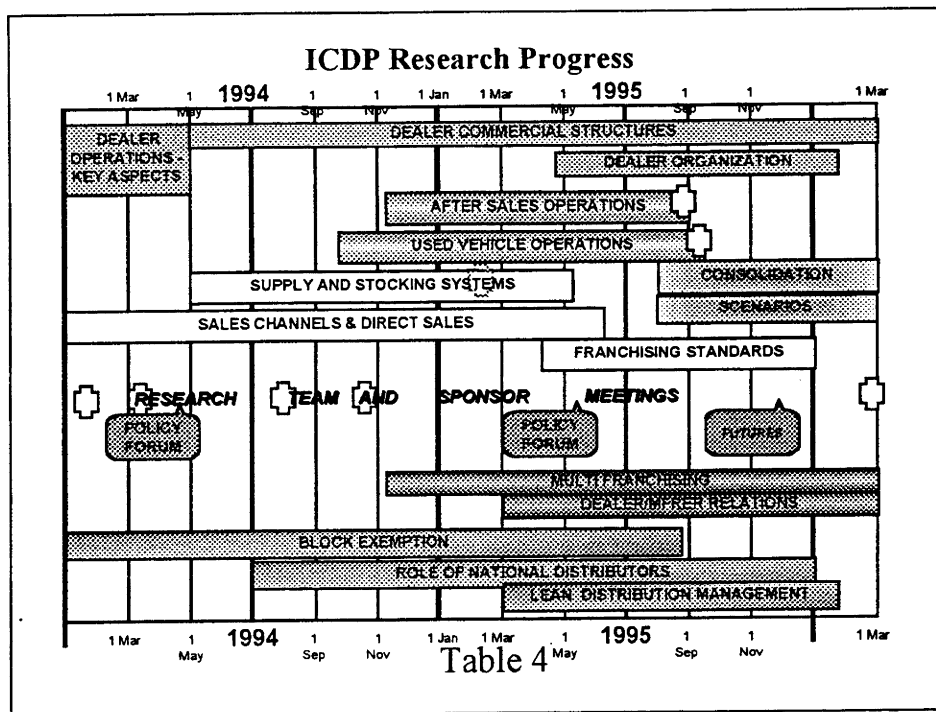 ICDP Research Progress
1 Mar 1 May 1994 1 Sep 1 Nov 1 Jan 1 Mar 1 May 1995 1 Sep 1 Nov 1 Mar
DEALER COMMERCIAL STRUCTURES
DEALER
OPERATIONS -
KEY ASPECTS
DEALER ORGANIZATION
AFTER SALES OPERATIONS
USED VEHICLE OPERATIONS
CONSOLIDATION
SUPPLY AND STOCKING SYSTEMS
SCENARIOS
SALES CHANNELS & DIRECT SALES
FRANCHISING STANDARDS
RESEARCH TEAM AND SPONSOR MEETINGS
POLICY
FORUM
POLICY
FORUM
FUTURES
MULTI FRANCHISING
DEALER/MFRER RELATIONS
BLOCK EXEMPTION
ROLE OF NATIONAL DISTRIBUTORS
LEAN DISTRIBUTION MANAGEMENT
1 Mar 1 May 1994 1 Sep 1 Nov 1 Jan 1 Mar 1 May 1995 1 Sep 1 Nov 1 Mar
Table 4